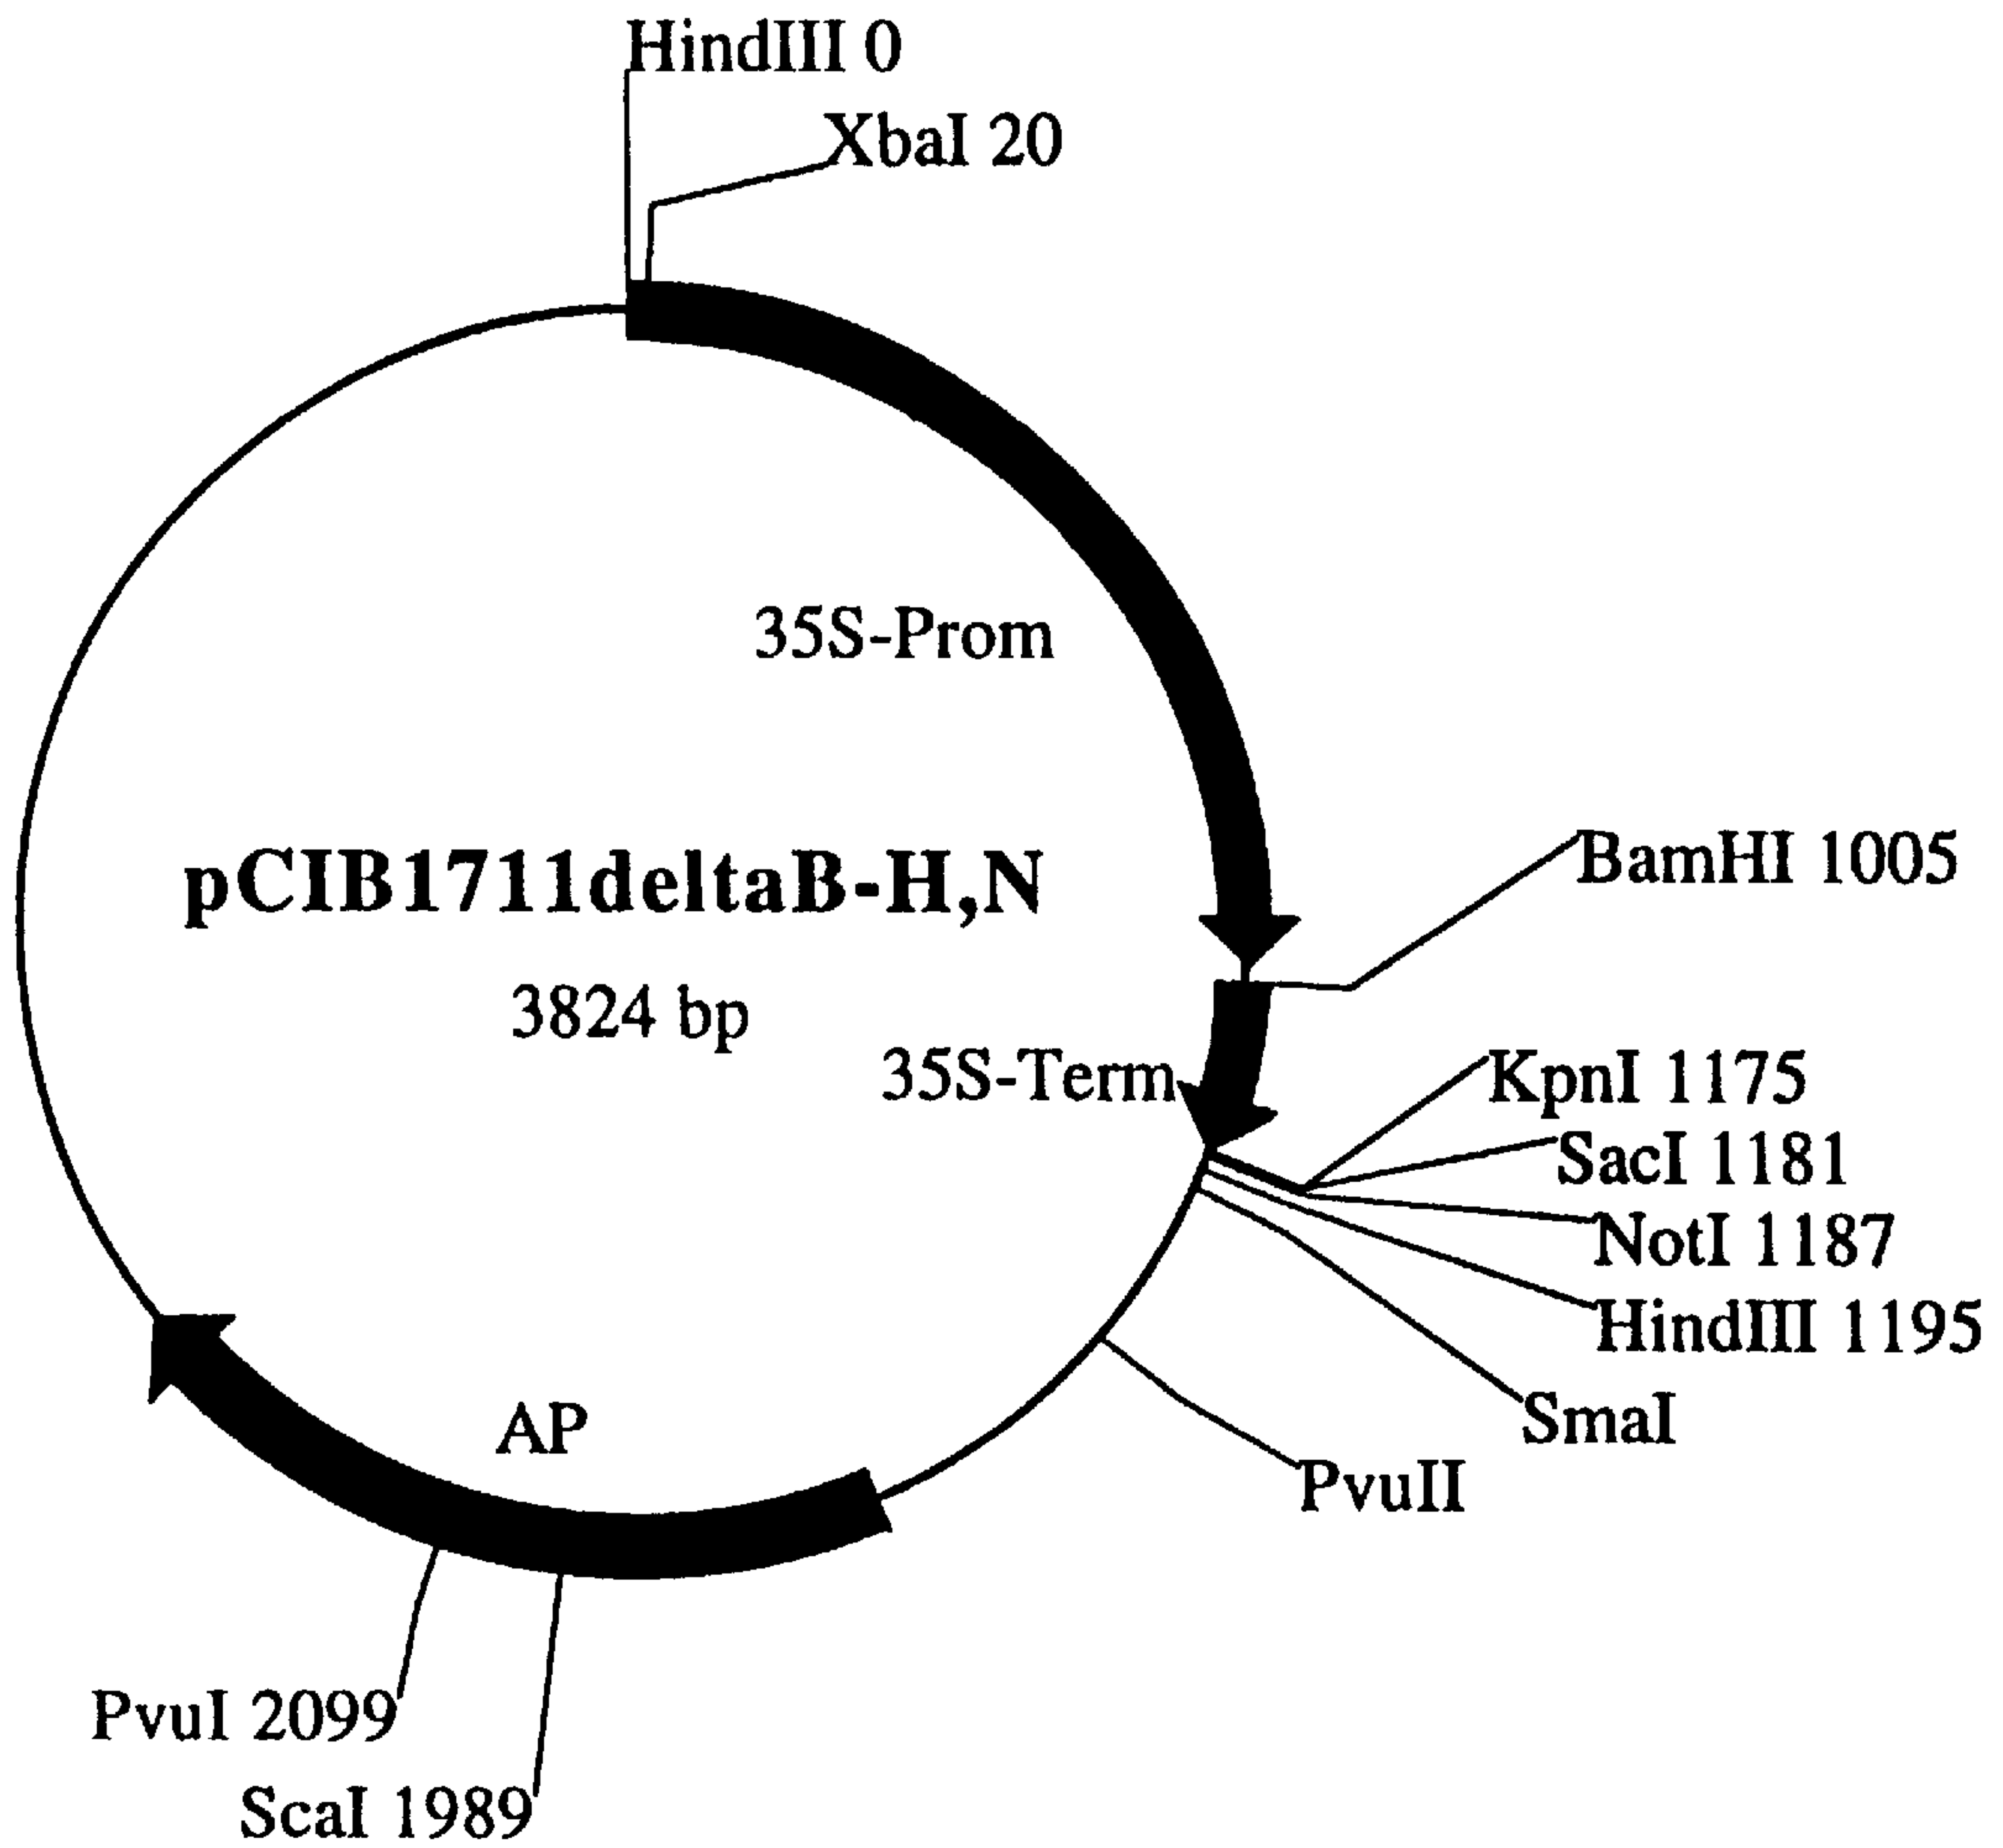 HindIII 0
XbaI 20
35S-Prom
pCIB1711deltaB-H,N
BamHI 1005
3824 bp
35S-Term
KpnI 1175
SacI 1181
NotI 1187
HindIII 1195
SmaI
AP
PvuII
PvuI 2099
ScaI 1989